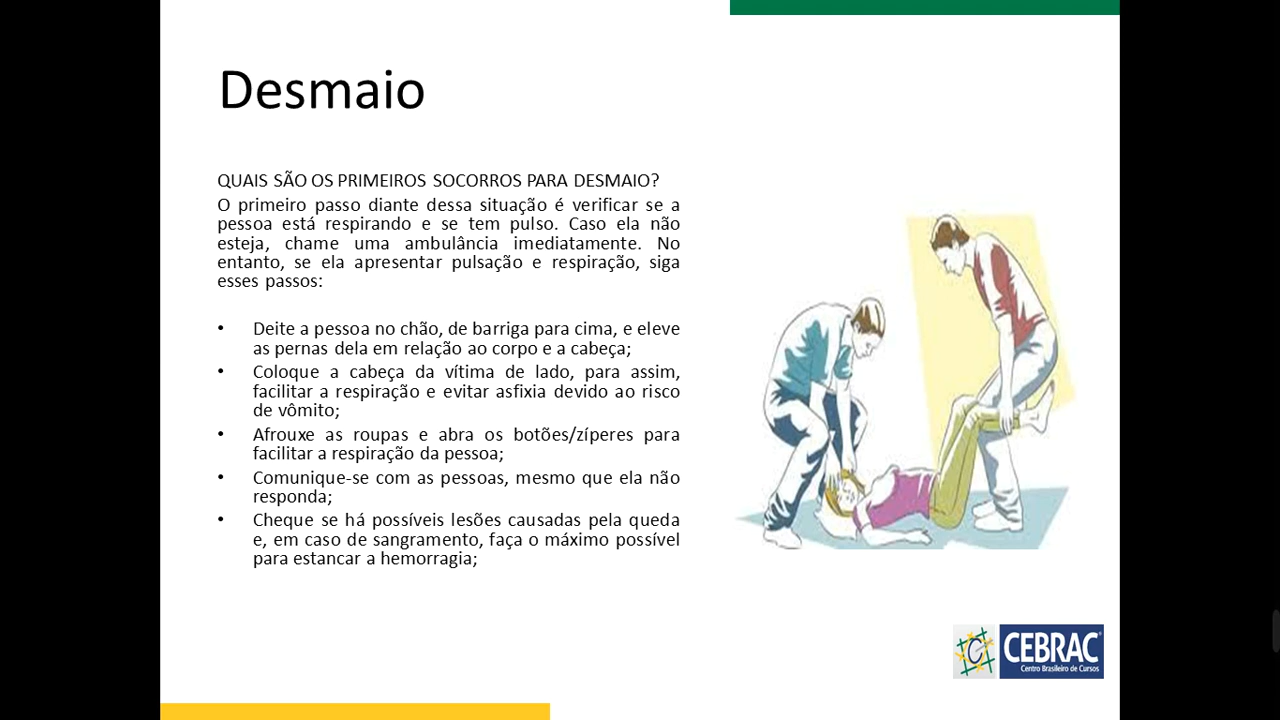 Desmaio
QUAIS SÃO OS PRIMEIROS SOCORROS PARA DESMAIO?
O primeiro passo diante dessa situação é verificar se a
pessoa está respirando e se tem pulso. Caso ela não
esteja, chame uma ambulância imediatamente. No
entanto, se ela apresentar pulsação e respiração, siga
esses passos:
• Deite a pessoa no chão, de barriga para cima, e eleve
as pernas dela em relação ao corpo e a cabeça;
• Coloque a cabeça da vítima de lado, para assim,
facilitar a respiração e evitar asfixia devido ao risco
de vômito;
• Afrouxe as roupas e abra os botões/zíperes para
facilitar a respiração da pessoa;
• Comunique-se com as pessoas, mesmo que ela não
responda;
• Cheque se há possíveis lesões causadas pela queda
e, em caso de sangramento, faça o máximo possível
para estancar a hemorragia;
CEBRAC
Centro Brasileiro de Cursos